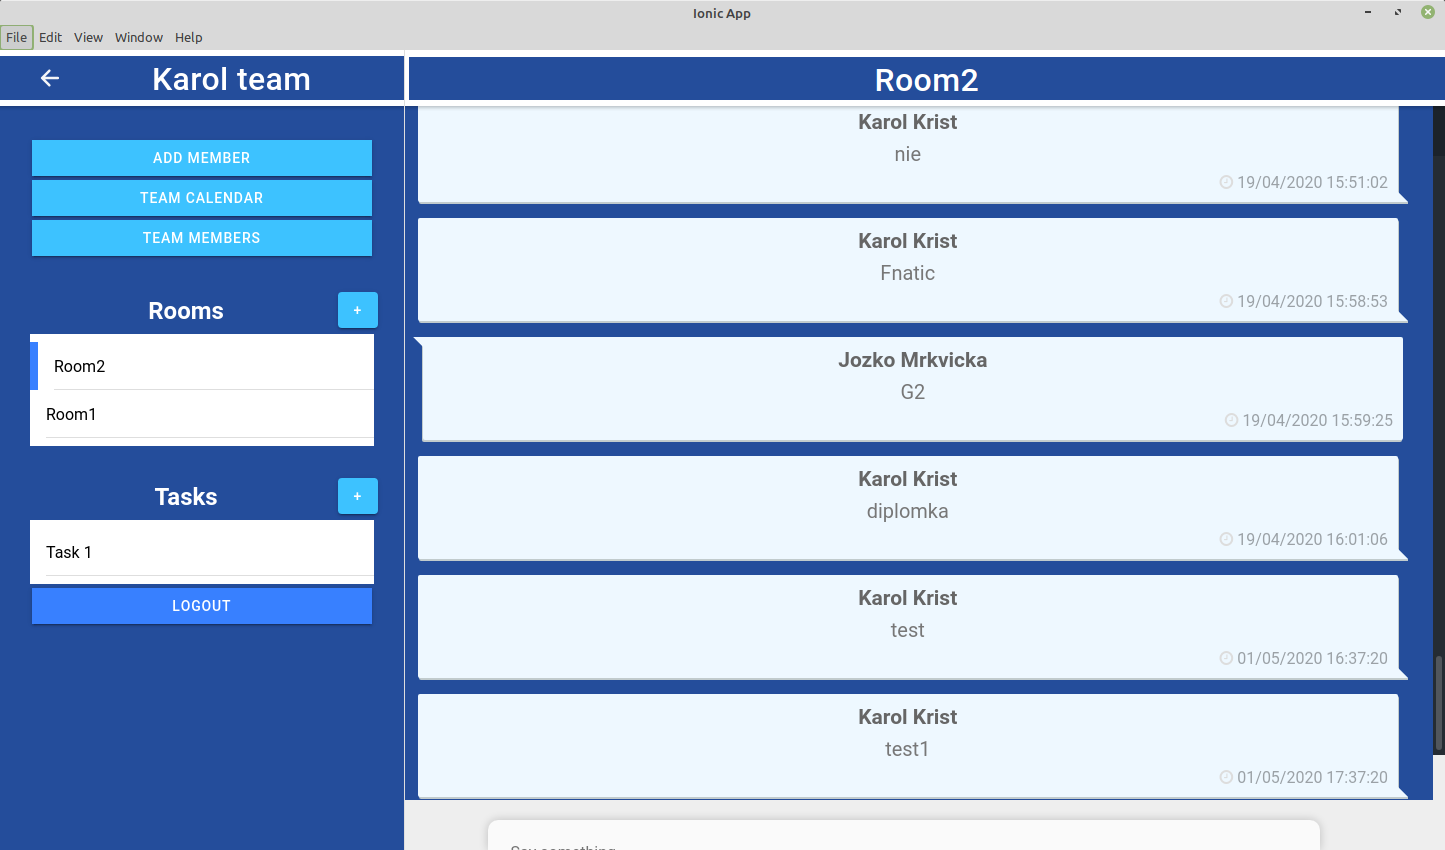 Ionic App
File Edit View Window Help
Karol team
ADD MEMBER
TEAM CALENDAR
TEAM MEMBERS
Rooms
+
Room2
Room1
Tasks
+
Task 1
LOGOUT
Room2
Karol Krist
nie
19/04/2020 15:51:02
Karol Krist
Fnatic
19/04/2020 15:58:53
Jozko Mrkvicka
G2
19/04/2020 15:59:25
Karol Krist
diplomka
19/04/2020 16:01:06
Karol Krist
test
01/05/2020 16:37:20
Karol Krist
test1
01/05/2020 17:37:20
Say something